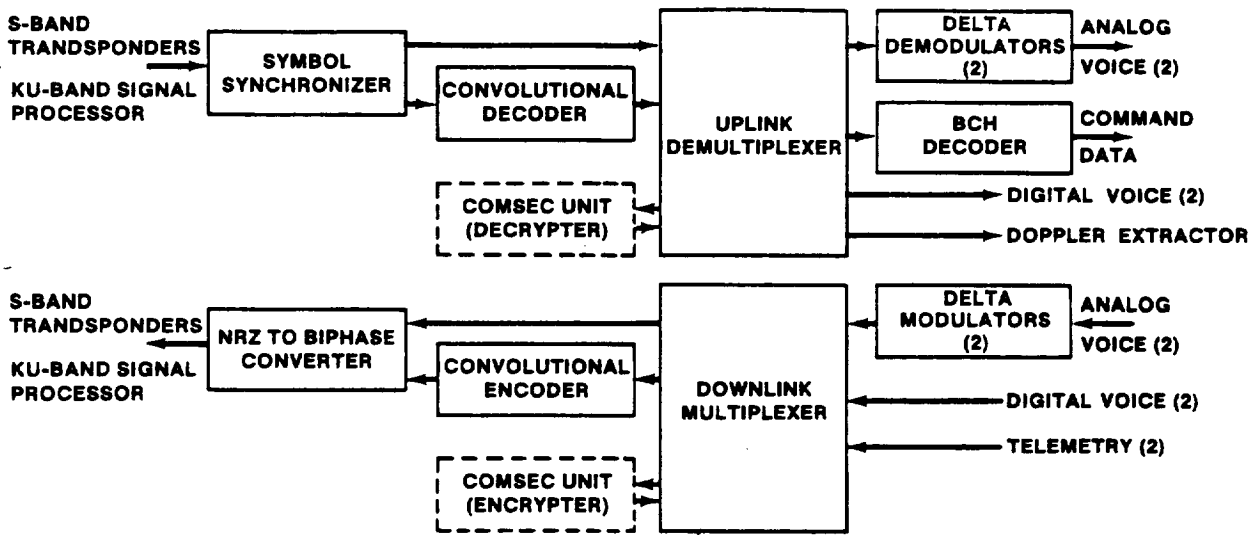 S-BAND
TRANDSPONDERS
KU-BAND SIGNAL
PROCESSOR
SYMBOL
SYNCHRONIZER
CONVOLUTIONAL
DECODER
COMSEC UNIT
(DECRYPTER)
UPLINK
DEMULTIPLEXER
DELTA
DEMODULATORS
(2)
ANALOG
VOICE (2)
BCH
DECODER
COMMAND
DATA
DIGITAL VOICE (2)
DOPPLER EXTRACTOR
S-BAND
TRANDSPONDERS
KU-BAND SIGNAL
PROCESSOR
NRZ TO BIPHASE
CONVERTER
CONVOLUTIONAL
ENCODER
COMSEC UNIT
(ENCRYPTER)
DOWNLINK
MULTIPLEXER
DELTA
MODULATORS
(2)
ANALOG
VOICE (2)
DIGITAL VOICE (2)
TELEMETRY (2)